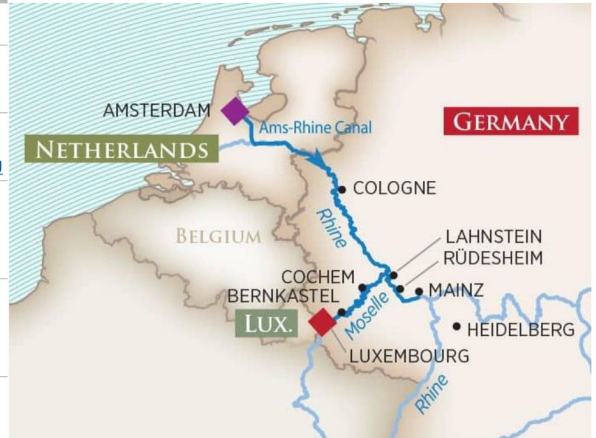 AMSTERDAM
Ams-Rhine Canal
GERMANY
NETHERLANDS
COLOGNE
Rhine
BELGIUM
LAHNSTEIN
RÜDESHEIM
COCHEM
MAINZ
BERNKASTEL
Moselle
LUX.
HEIDELBERG
LUXEMBOURG
Rhine